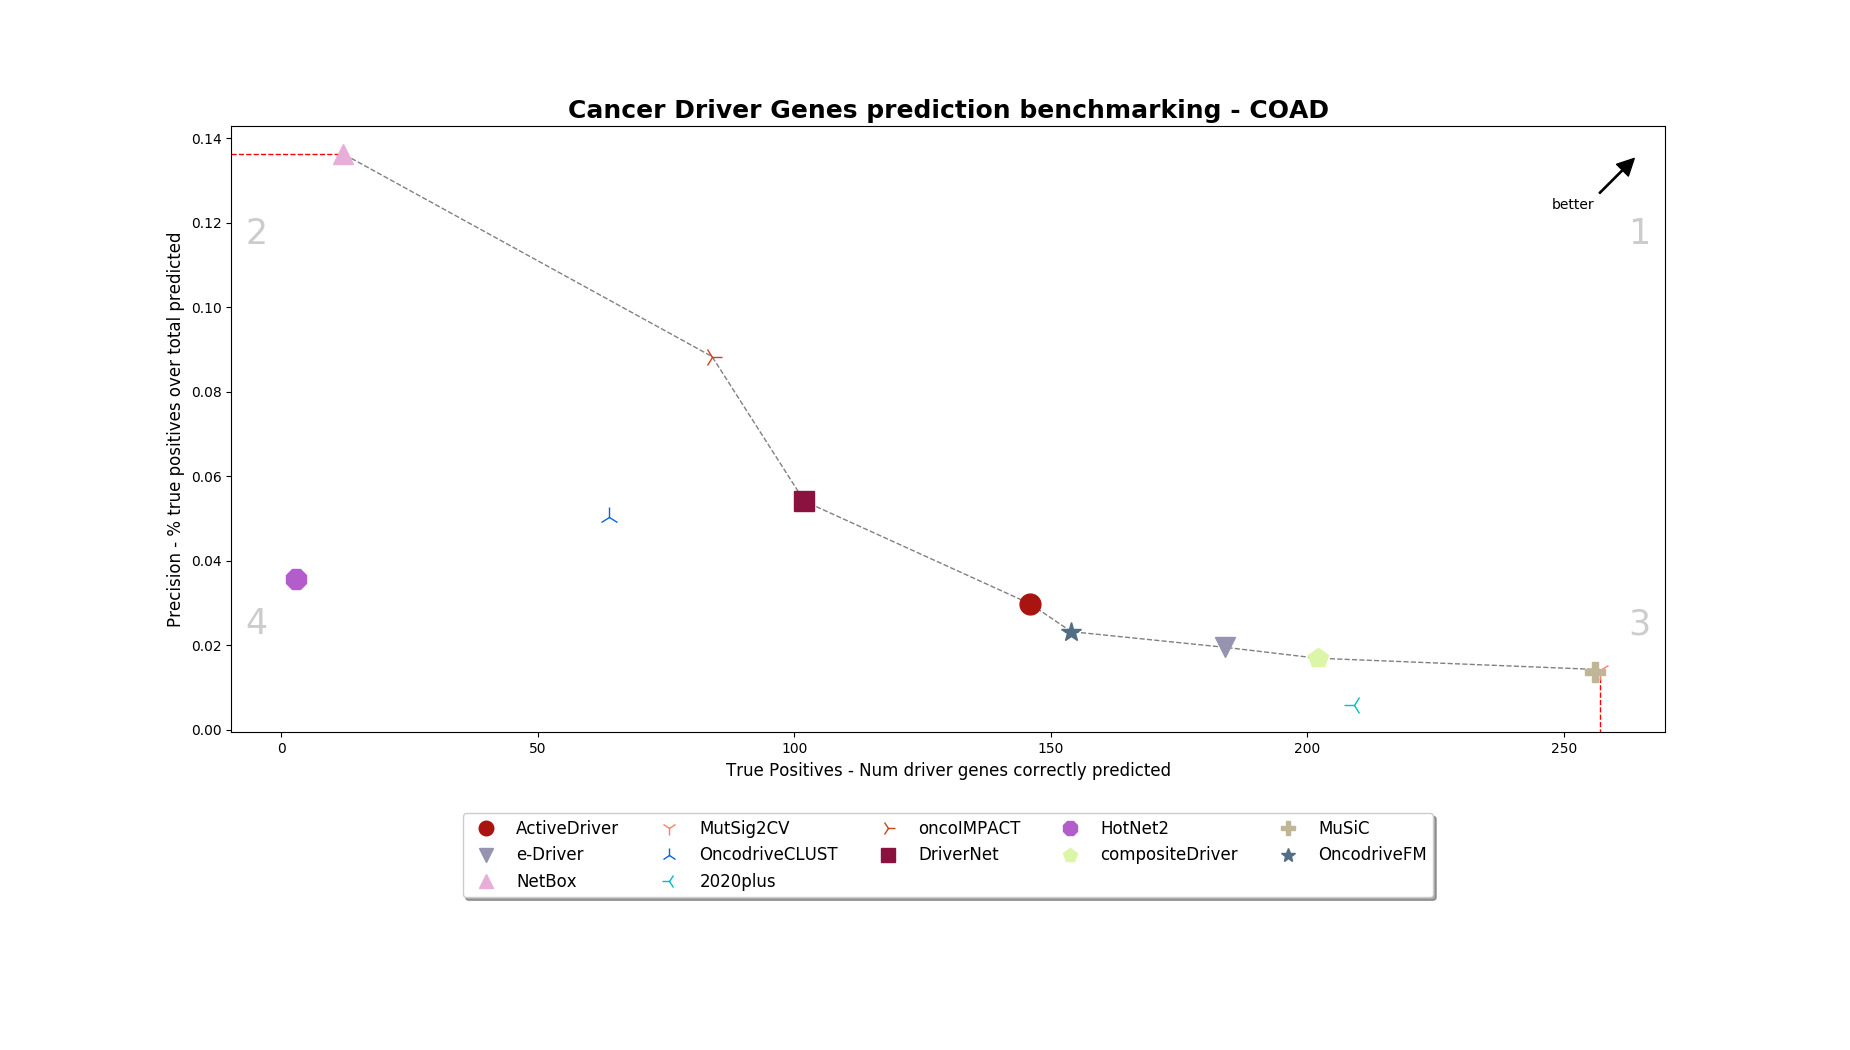 Cancer Driver Genes prediction benchmarking - COAD
Precision - % true positives over total predicted
0.14
0.12
0.10
0.08
0.06
0.04
0.02
0.00
2
1
4
3
better
0 50 100 150 200 250
True Positives - Num driver genes correctly predicted
ActiveDriver MutSig2CV oncoIMPACT HotNet2 MuSiC
e-Driver OncodriveCLUST DriverNet compositeDriver OncodriveFM
NetBox 2020plus